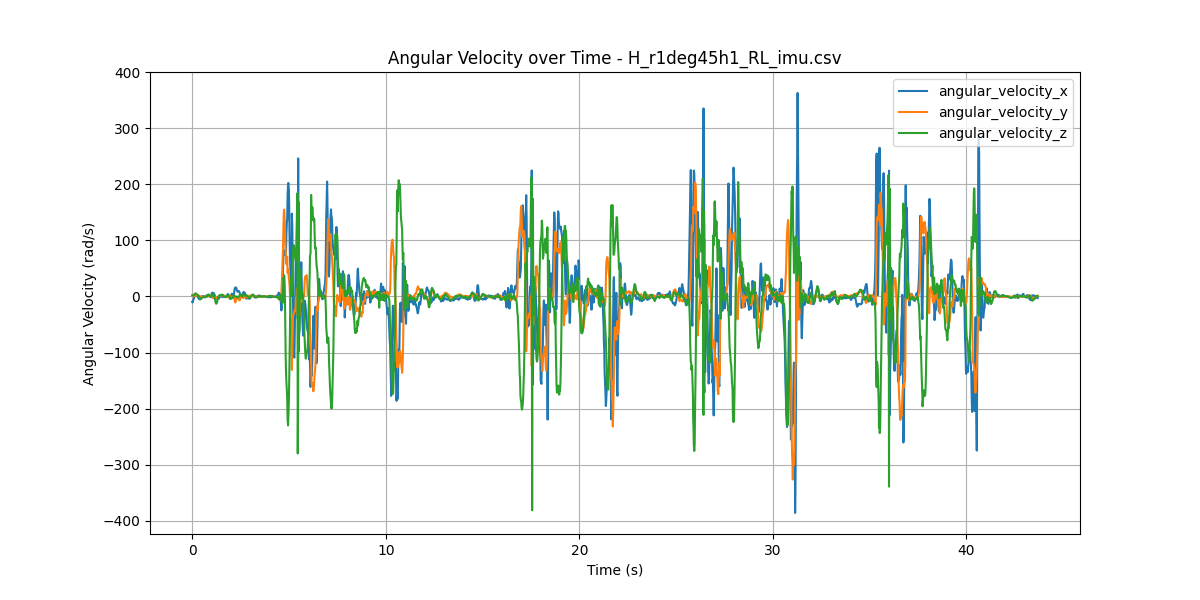 Angular Velocity over Time - H_r1deg45h1_RL_imu.csv
400
300
200
100
0
−100
−200
−300
−400
Angular Velocity (rad/s)
angular_velocity_x
angular_velocity_y
angular_velocity_z
0 10 20 30 40
Time (s)